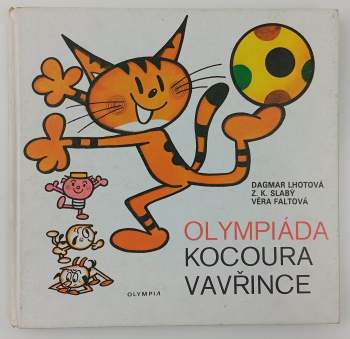 DAGMAR LHOTOVÁ
Z. K. SLABÝ
VĚRA FALTOVÁ
OLYMPIÁDA
KOCOURA
VAVŘINCE
OLYMPIA